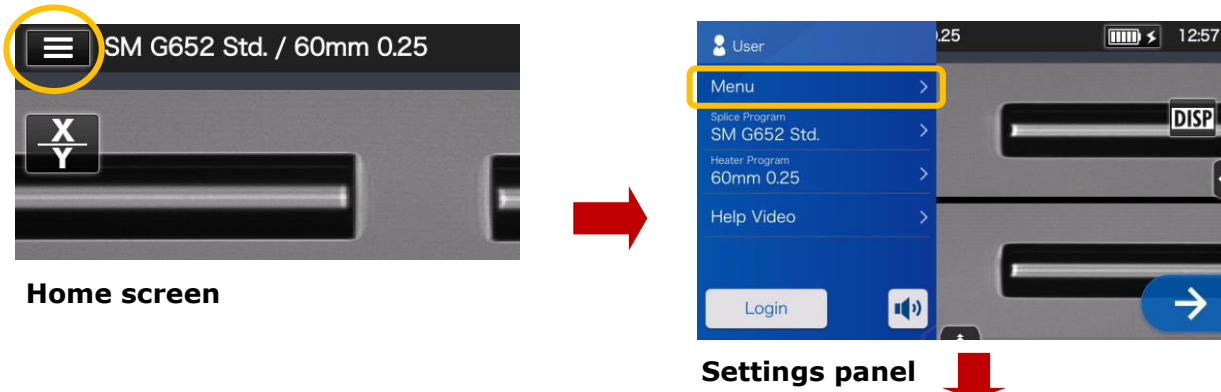 SM G652 Std. / 60mm 0.25
X
Y
Home screen
User
.25
12:57
Menu
DISP
Splice Program
SM G652 Std.
Heater Program
60mm 0.25
Help Video
Login
Settings panel